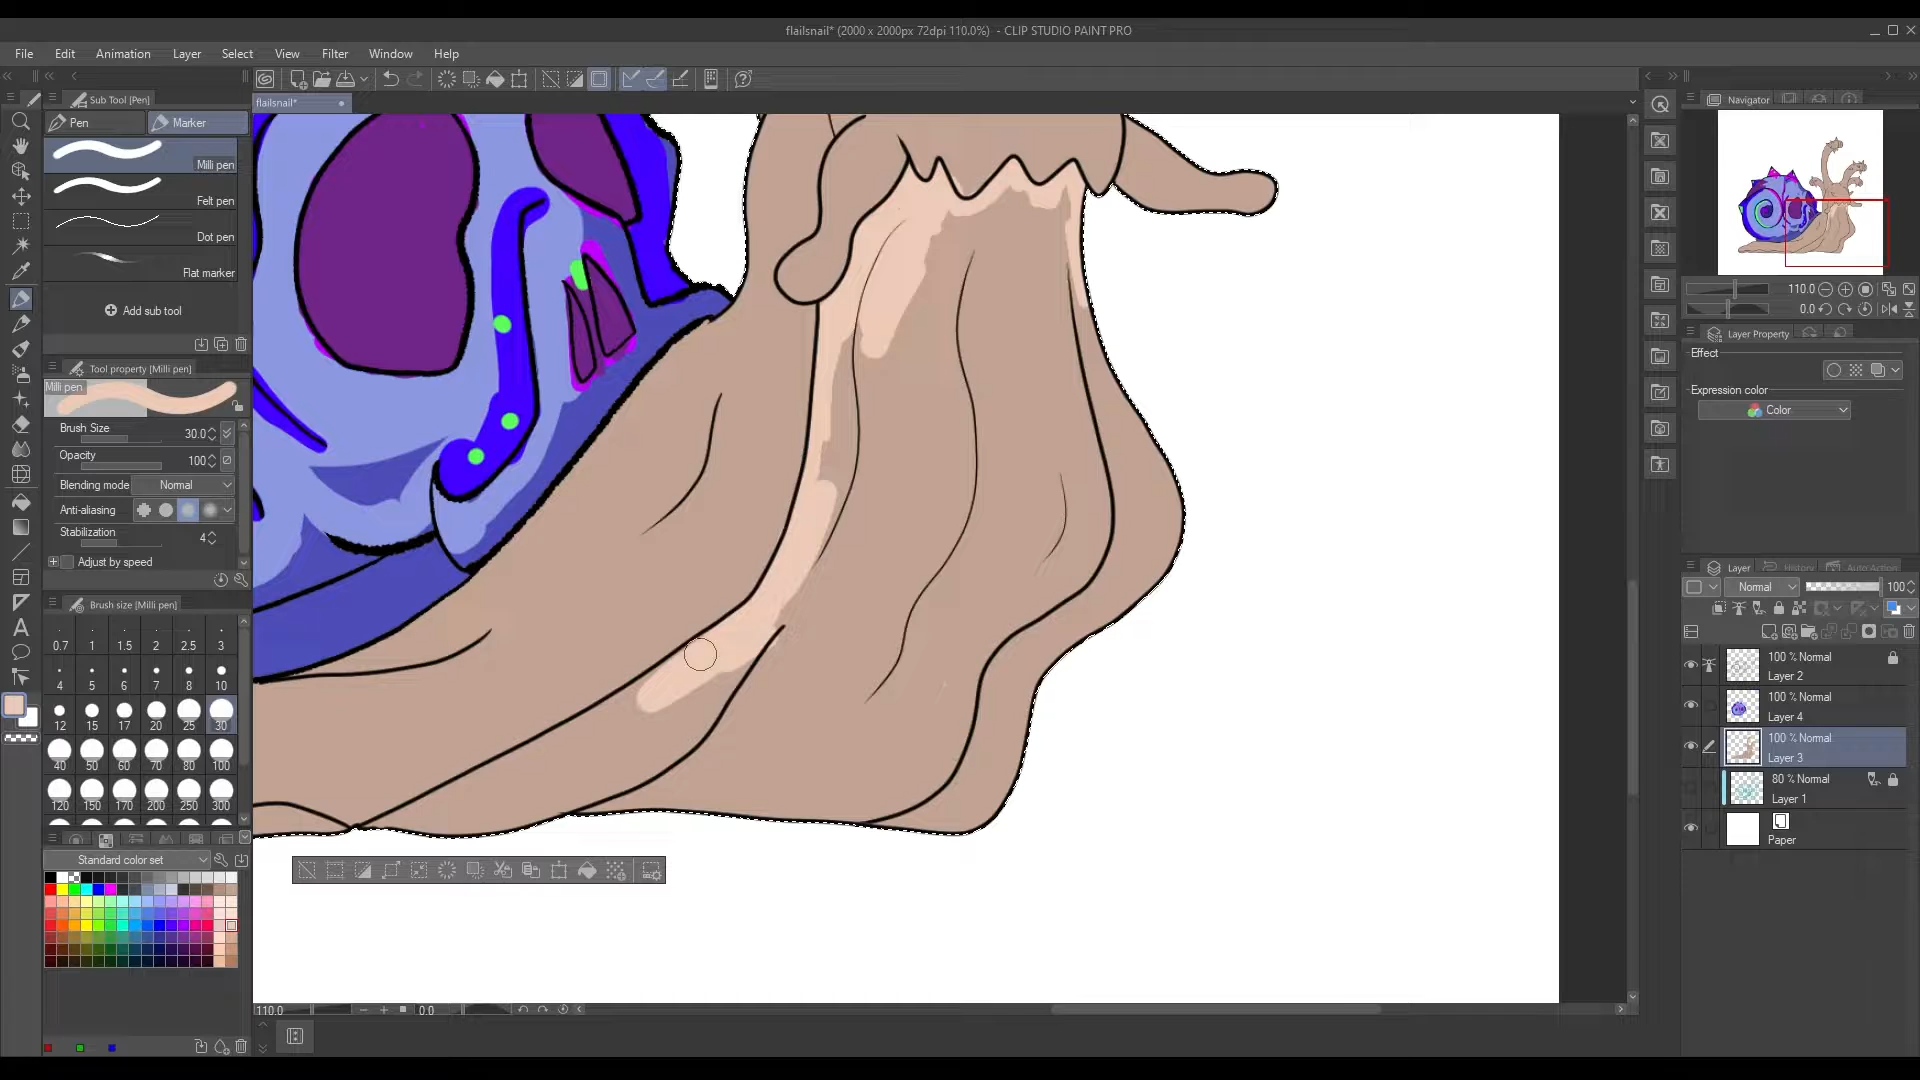 flailsnail* (2000 x 2000px 72dpi 110.0%) - CLIP STUDIO PAINT PRO
File Edit Animation Layer Select View Filter Window Help
Sub Tool [Pen]
Pen Marker
Milli pen
Felt pen
Dot pen
Flat marker
Add sub tool
Tool property [Milli pen]
Milli pen
Brush Size 30.0
Opacity 100
Blending mode Normal
Anti-aliasing
Stabilization 4
Adjust by speed
Brush size [Milli pen]
0.7 1 1.5 2 2.5 3
4 5 6 7 8 10
12 15 17 20 25 30
40 50 60 70 80 100
120 150 170 200 250 300
Standard color set
flailsnail*
110.0 0.0
Navigator
110.0
0.0
Layer Property
Effect
Expression color
Color
Layer History Auto Action
Normal 100
100 % Normal
Layer 2
100 % Normal
Layer 4
100 % Normal
Layer 3
80 % Normal
Layer 1
Paper